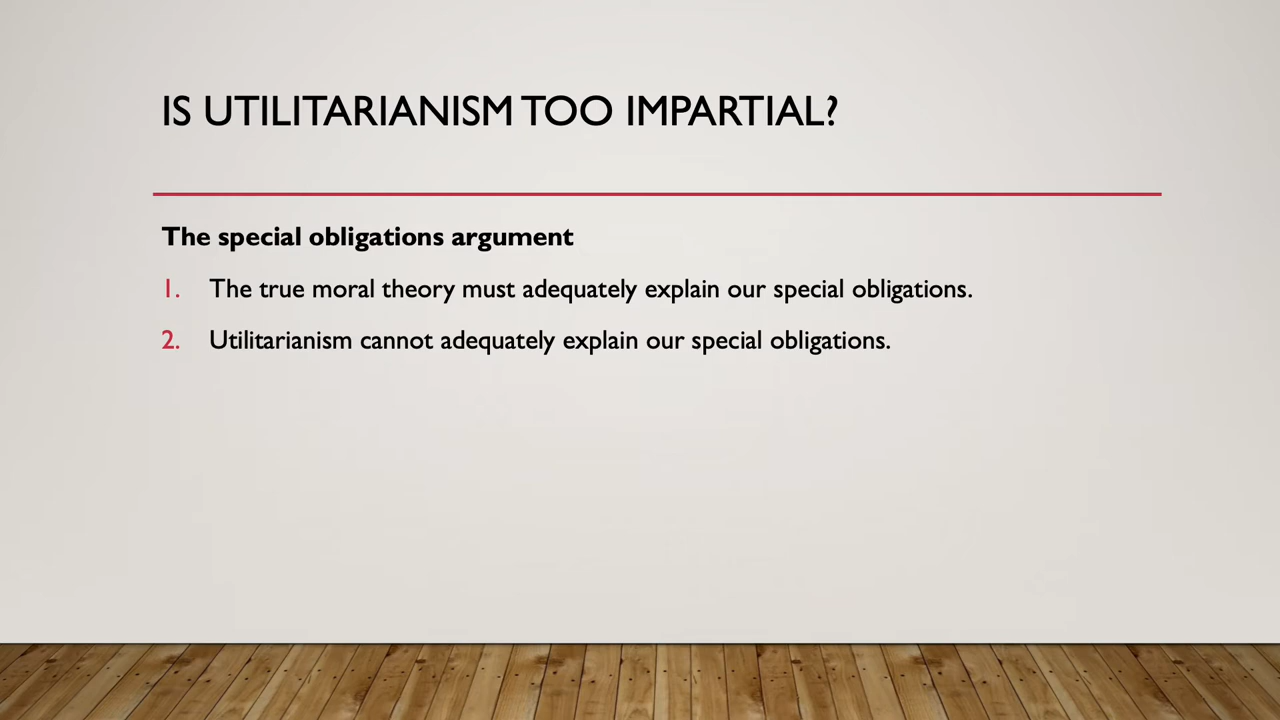 IS UTILITARIANISM TOO IMPARTIAL?
The special obligations argument
1. The true moral theory must adequately explain our special obligations.
2. Utilitarianism cannot adequately explain our special obligations.